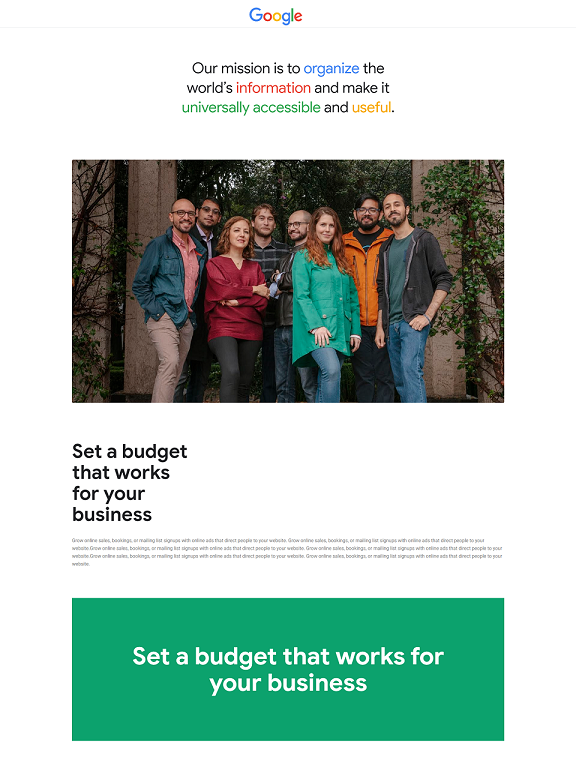 Google
Our mission is to organize the
world's information and make it
universally accessible and useful.
Set a budget
that works
for your
business
Grow online sales, bookings, or mailing list signups with online ads that direct people to your website. Grow online sales, bookings, or mailing list signups with online ads that direct people to your
website.Grow online sales, bookings, or mailing list signups with online ads that direct people to your website. Grow online sales, bookings, or mailing list signups with online ads that direct people to your
website.Grow online sales, bookings, or mailing list signups with online ads that direct people to your website. Grow online sales, bookings, or mailing list signups with online ads that direct people to your
website.
Set a budget that works for
your business